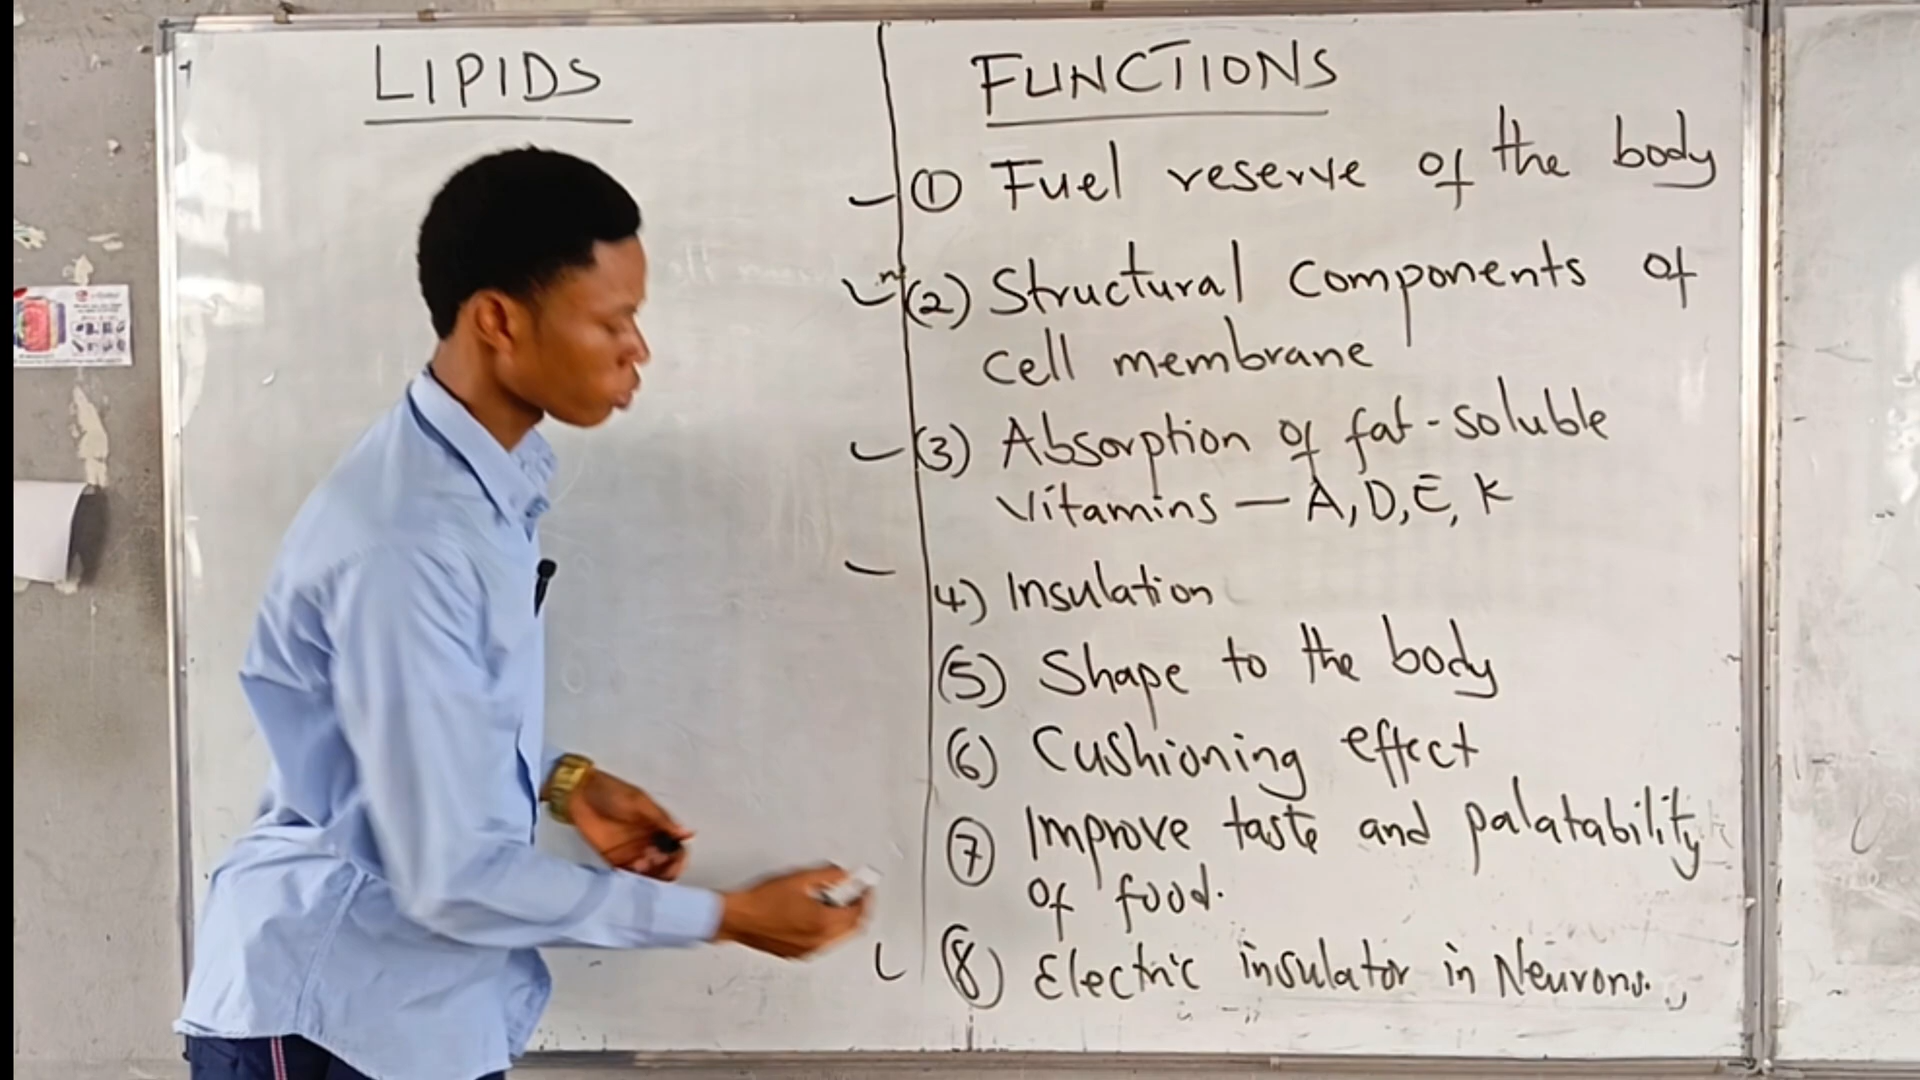 LIPIDS
FUNCTIONS
① Fuel reserve of the body
(2) Structural components of
cell membrane
(3) Absorption of fat-soluble
Vitamins — A, D, E, K
4) Insulation
(5) Shape to the body
(6) Cushioning effect
⑦ Improve taste and palatability
of food.
⑧ Electric insulator in Neurons.